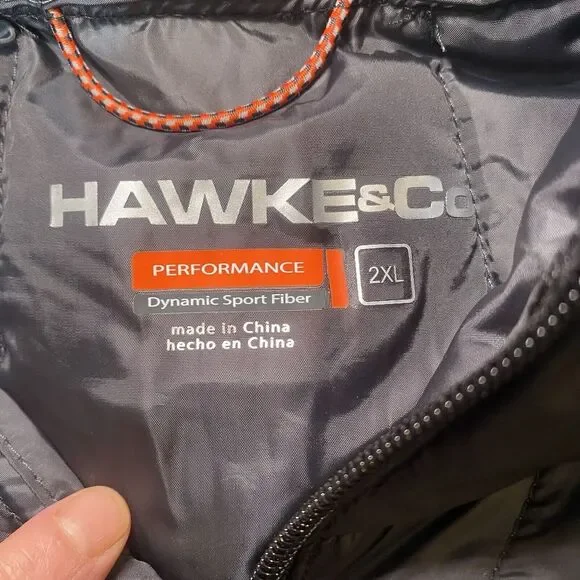 HAWKE&Co
PERFORMANCE
2XL
Dynamic Sport Fiber
made in China
hecho en China